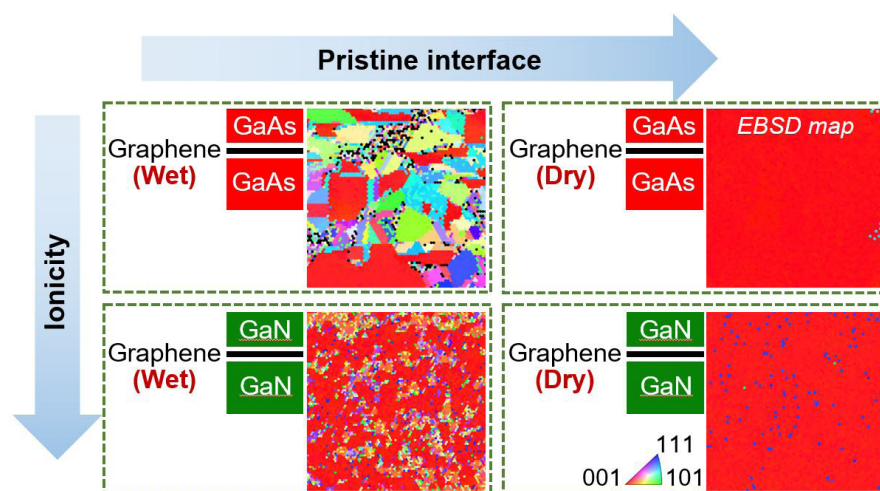 Pristine interface
Ionicity
GaAs
Graphene
(Wet)
GaAs
GaAs
Graphene
(Dry)
GaAs
EBSD map
GaN
Graphene
(Wet)
GaN
GaN
Graphene
(Dry)
GaN
111
001 101